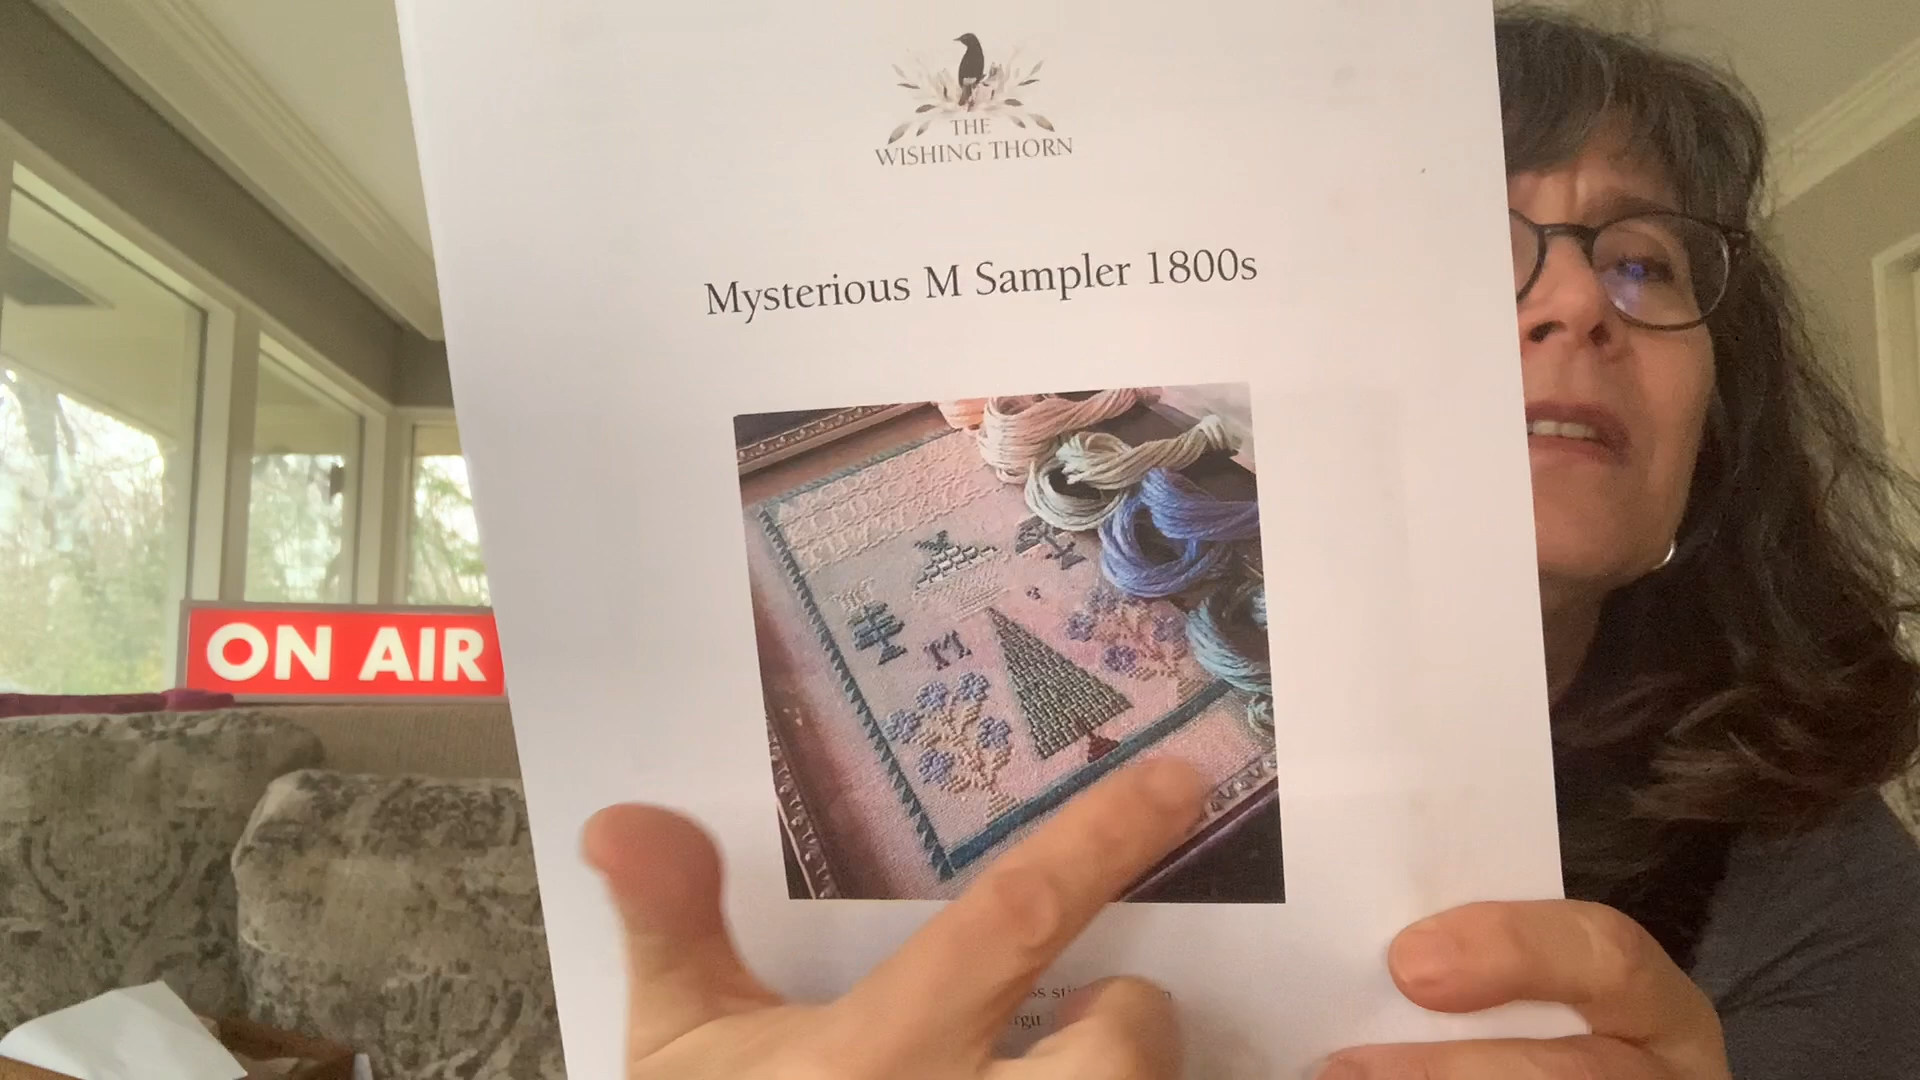 THE
WISHING THORN
Mysterious M Sampler 1800s
ON AIR
M